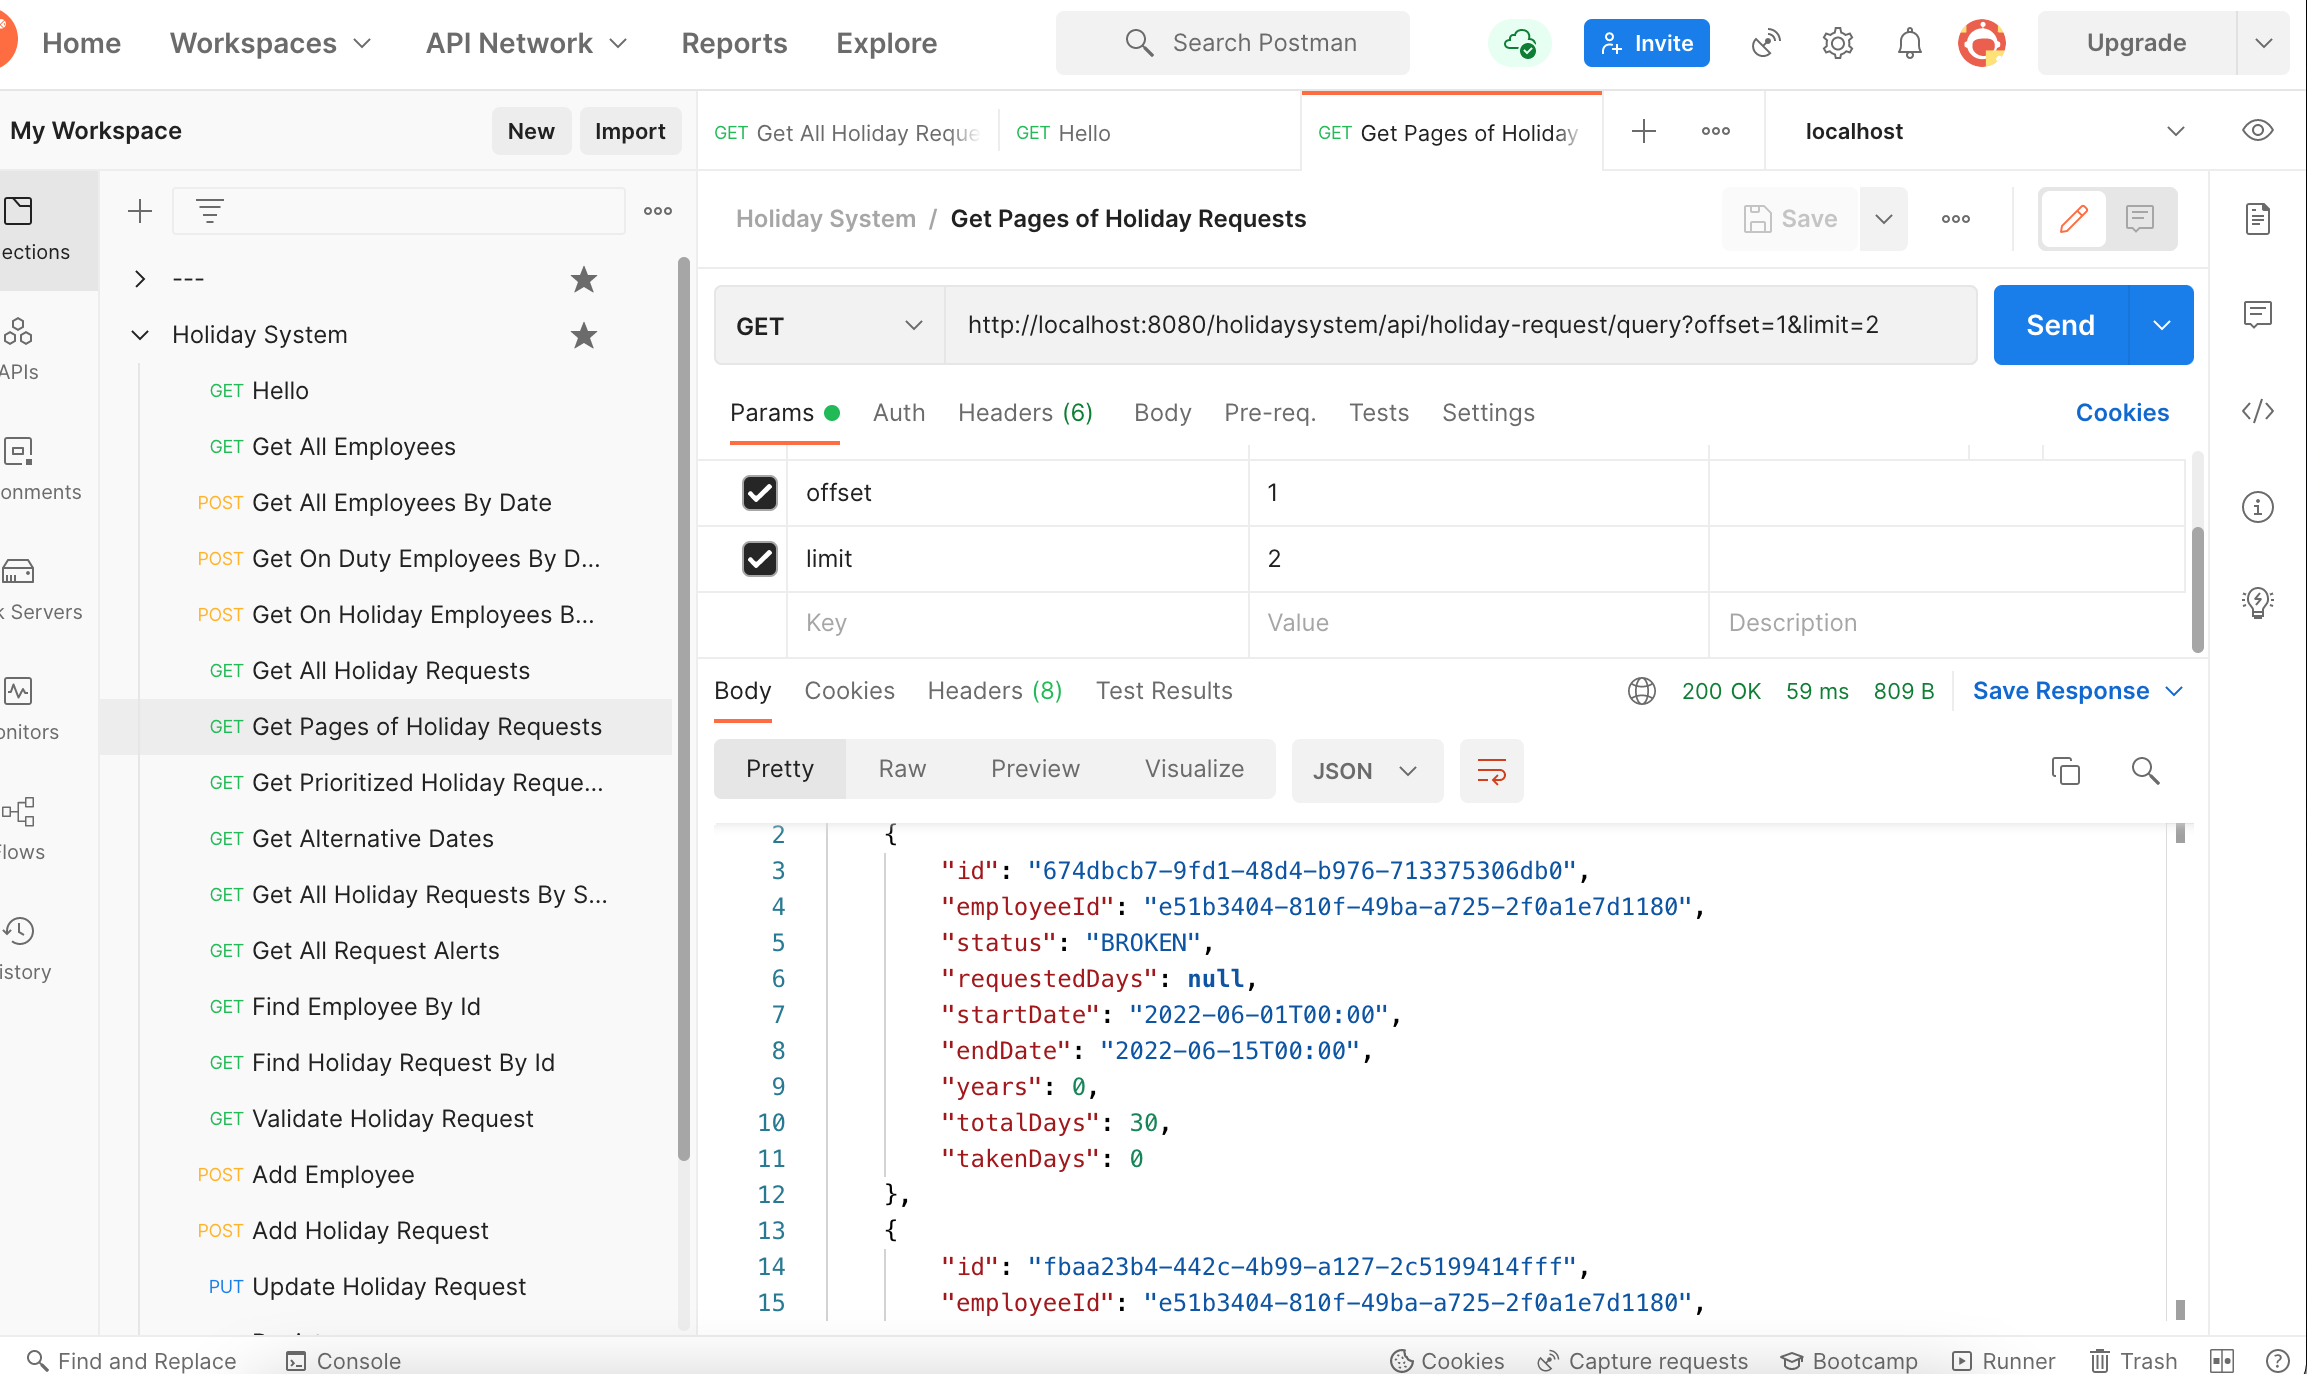 Home Workspaces API Network Reports Explore Search Postman Invite Upgrade
My Workspace New Import
GET Get All Holiday Reque GET Hello GET Get Pages of Holiday localhost
ections
onments
k Servers
onitors
lows
istory
APIs
---
Holiday System
GET Hello
GET Get All Employees
POST Get All Employees By Date
POST Get On Duty Employees By D...
POST Get On Holiday Employees B...
GET Get All Holiday Requests
GET Get Pages of Holiday Requests
GET Get Prioritized Holiday Reque...
GET Get Alternative Dates
GET Get All Holiday Requests By S...
GET Get All Request Alerts
GET Find Employee By Id
GET Find Holiday Request By Id
GET Validate Holiday Request
POST Add Employee
POST Add Holiday Request
PUT Update Holiday Request
Holiday System / Get Pages of Holiday Requests Save
GET http://localhost:8080/holidaysystem/api/holiday-request/query?offset=1&limit=2 Send
Params Auth Headers (6) Body Pre-req. Tests Settings Cookies
offset 1
limit 2
Key Value Description
Body Cookies Headers (8) Test Results 200 OK 59 ms 809 B Save Response
Pretty Raw Preview Visualize JSON
2 {
3 "id": "674dbcb7-9fd1-48d4-b976-713375306db0",
4 "employeeId": "e51b3404-810f-49ba-a725-2f0a1e7d1180",
5 "status": "BROKEN",
6 "requestedDays": null,
7 "startDate": "2022-06-01T00:00",
8 "endDate": "2022-06-15T00:00",
9 "years": 0,
10 "totalDays": 30,
11 "takenDays": 0
12 },
13 {
14 "id": "fbaa23b4-442c-4b99-a127-2c5199414fff",
15 "employeeId": "e51b3404-810f-49ba-a725-2f0a1e7d1180",
Find and Replace Console Cookies Capture requests Bootcamp Runner Trash